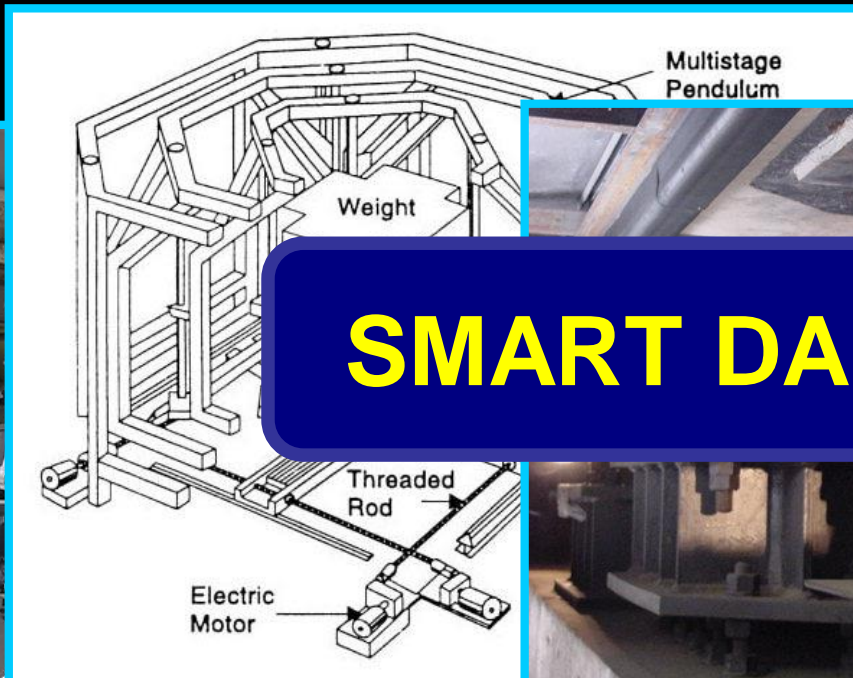 Multistage
Pendulum
Weight
SMART DA
Threaded
Rod
Electric
Motor